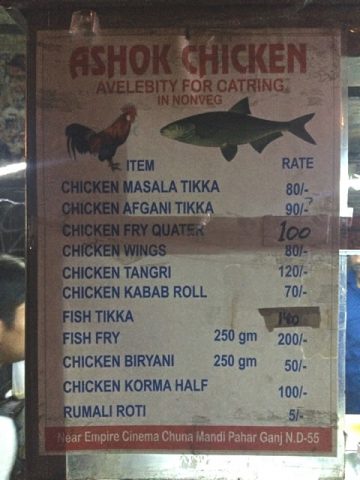 ASHOK CHICKEN
AVELEBITY FOR CATRING
IN NONVEG
ITEM RATE
CHICKEN MASALA TIKKA 80/-
CHICKEN AFGANI TIKKA 90/-
CHICKEN FRY QUATER 100
CHICKEN WINGS 80/-
CHICKEN TANGRI 120/-
CHICKEN KABAB ROLL 70/-
FISH TIKKA
FISH FRY 250 gm 200/-
CHICKEN BIRYANI 250 gm 50/-
CHICKEN KORMA HALF 100/-
RUMALI ROTI 5/-
Near Empire Cinema Chuna Mandi Pahar Ganj N.D-55